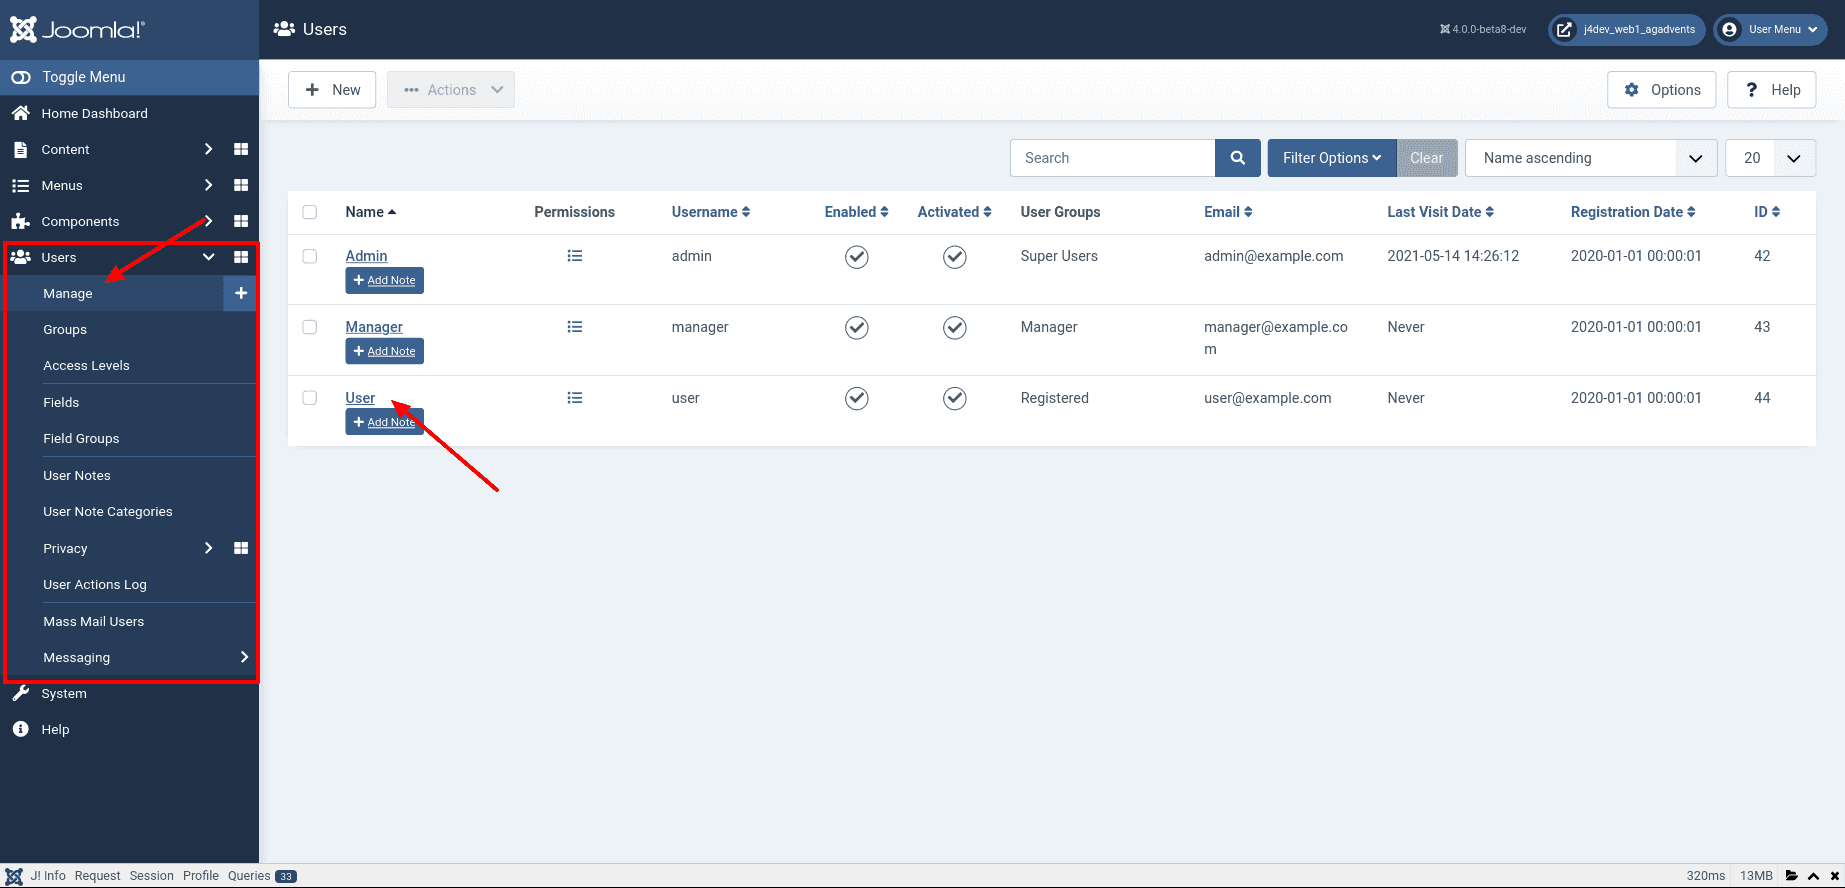 Joomla!®
Users
4.0.0-beta8-dev
j4dev_web1_agadvents
User Menu
Toggle Menu
Home Dashboard
Content
Menus
Components
Users
Manage
Groups
Access Levels
Fields
Field Groups
User Notes
User Note Categories
Privacy
User Actions Log
Mass Mail Users
Messaging
System
Help
+ New
••• Actions
Options
? Help
Search
Filter Options
Clear
Name ascending
20
Name Permissions Username Enabled Activated User Groups Email Last Visit Date Registration Date ID
Admin admin Super Users admin@example.com 2021-05-14 14:26:12 2020-01-01 00:00:01 42
+ Add Note
Manager manager Manager manager@example.co Never 2020-01-01 00:00:01 43
m
+ Add Note
User user Registered user@example.com Never 2020-01-01 00:00:01 44
+ Add Note
J! Info Request Session Profile Queries 33
320ms 13MB